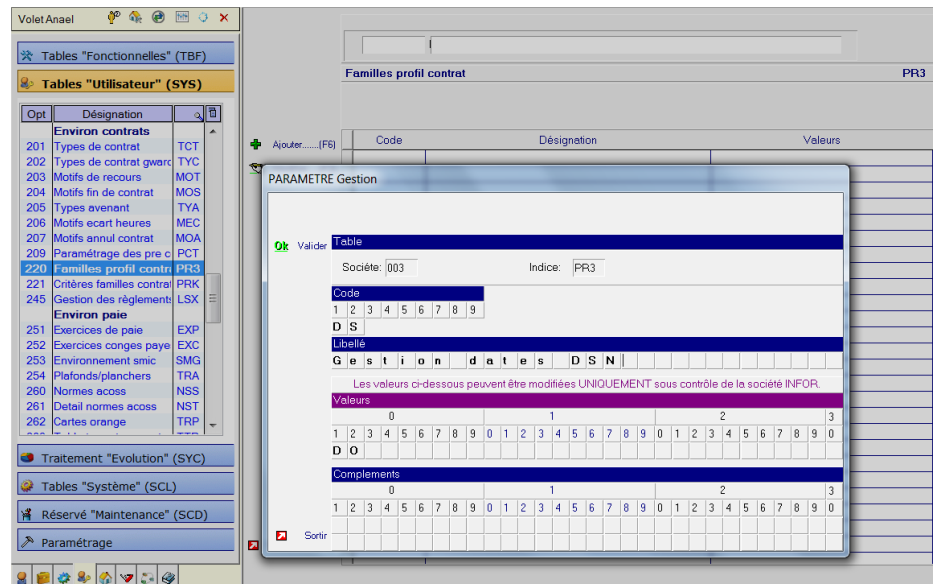 Volet Anael
Tables "Fonctionnelles" (TBF)
Tables "Utilisateur" (SYS)
Opt Désignation
Environ contrats
201 Types de contrat TCT
202 Types de contrat gward TYC
203 Motifs de recours MOT
204 Motifs fin de contrat MOS
205 Types avenant TYA
206 Motifs ecart heures MEC
207 Motifs annul contrat MOA
209 Paramétrage des pre c PCT
220 Familles profil contra PR3
221 Critères familles contrat PRK
245 Gestion des règlements LSX
Environ paie
251 Exercices de paie EXP
252 Exercices conges paye EXC
253 Environnement smic SMG
254 Plafonds/planchers TRA
260 Normes acoss NSS
261 Detail normes acoss NST
262 Cartes orange TRP
Traitement "Evolution" (SYC)
Tables "Système" (SCL)
Réservé "Maintenance" (SCD)
Paramétrage
Familles profil contrat PR3
Ajouter.......(F6)
Code Désignation Valeurs
PARAMETRE Gestion
Ok Valider
Table
Sociéte: 003 Indice: PR3
Code
1 2 3 4 5 6 7 8 9
D S
Libellé
Gestion dates DSN
Les valeurs ci-dessous peuvent être modifiées UNIQUEMENT sous contrôle de la société INFOR.
Valeurs
0 1 2 3
1 2 3 4 5 6 7 8 9 0 1 2 3 4 5 6 7 8 9 0 1 2 3 4 5 6 7 8 9 0
D O
Complements
0 1 2 3
1 2 3 4 5 6 7 8 9 0 1 2 3 4 5 6 7 8 9 0 1 2 3 4 5 6 7 8 9 0
Sortir